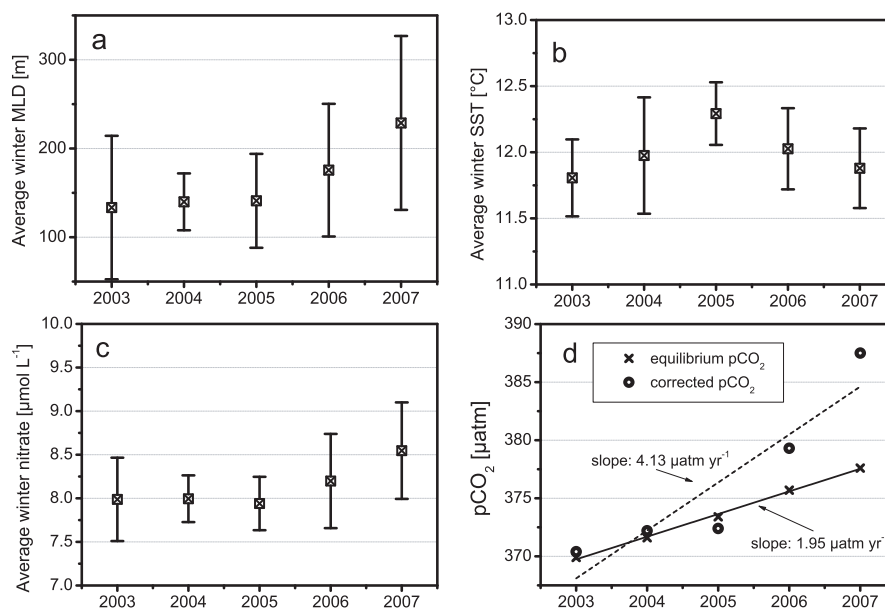 a
Average winter MLD [m]
300
200
100
2003 2004 2005 2006 2007
b
Average winter SST [°C]
13.0
12.5
12.0
11.5
11.0
2003 2004 2005 2006 2007
c
Average winter nitrate [µmol L⁻¹]
10.0
9.5
9.0
8.5
8.0
7.5
7.0
2003 2004 2005 2006 2007
d
pCO₂ [µatm]
390
385
380
375
370
equilibrium pCO₂
corrected pCO₂
slope: 4.13 µatm yr⁻¹
slope: 1.95 µatm yr⁻
2003 2004 2005 2006 2007